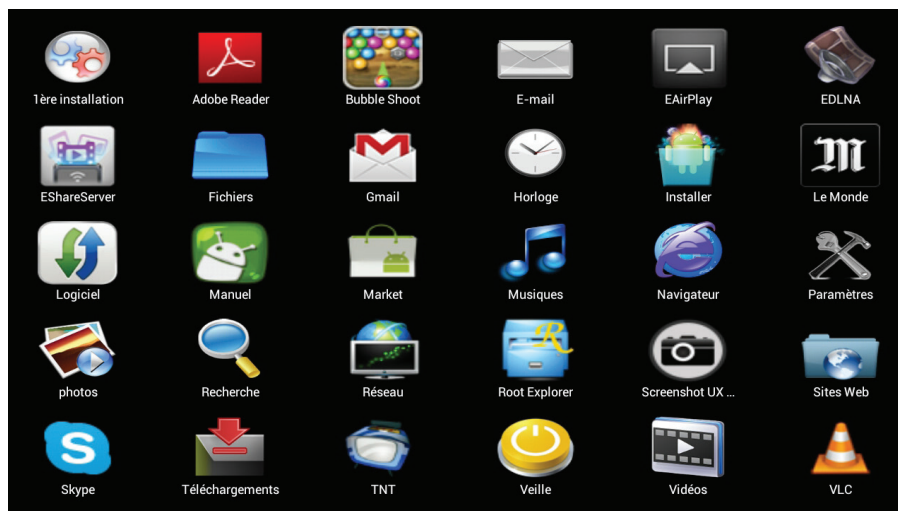 1ère installation
Adobe Reader
Bubble Shoot
E-mail
EAirPlay
EDLNA
EShareServer
Fichiers
Gmail
Horloge
Installer
Le Monde
Logiciel
Manuel
Market
Musiques
Navigateur
Paramètres
photos
Recherche
Réseau
Root Explorer
Screenshot UX ...
Sites Web
Skype
Téléchargements
TNT
Veille
Vidéos
VLC